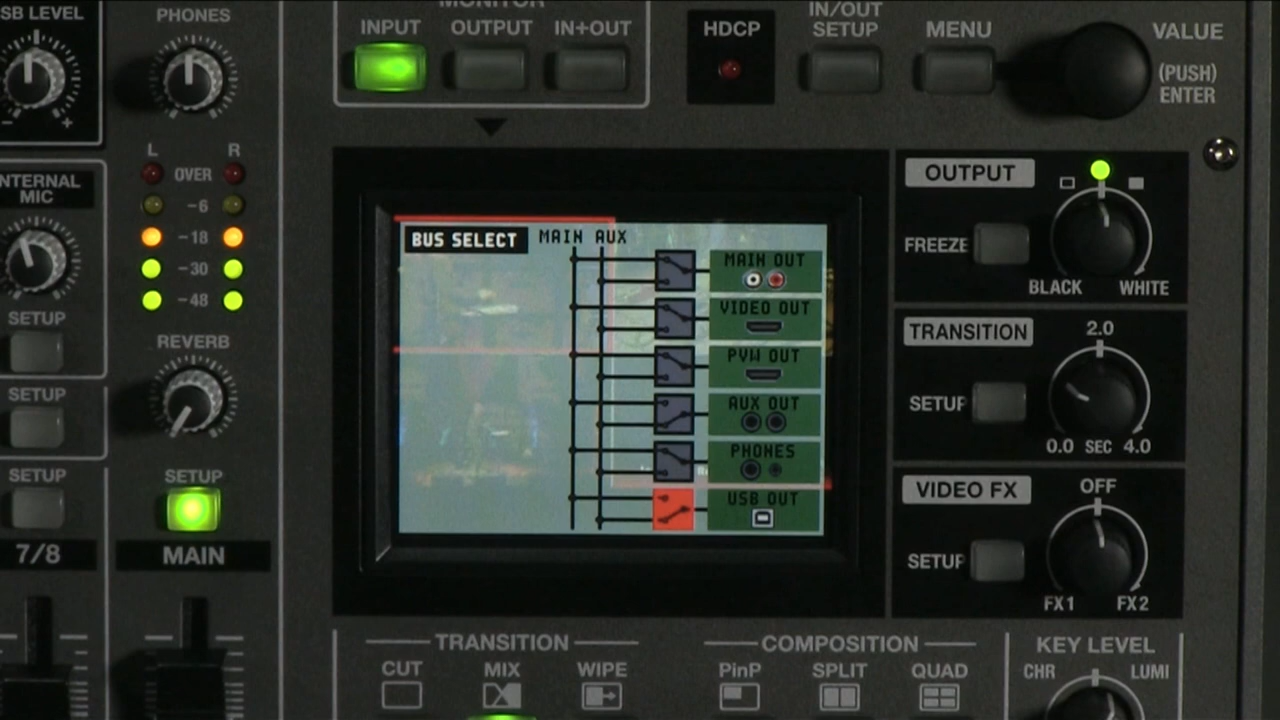 SB LEVEL
PHONES
MONITOR
INPUT
OUTPUT
IN+OUT
HDCP
IN/OUT
SETUP
MENU
VALUE
(PUSH)
ENTER
- +
L R
OVER
-6
-18
-30
-48
NTERNAL
MIC
SETUP
REVERB
SETUP
SETUP
SETUP
7/8
MAIN
BUS SELECT
MAIN AUX
MAIN OUT
VIDEO OUT
PVW OUT
AUX OUT
PHONES
USB OUT
OUTPUT
FREEZE
BLACK
WHITE
TRANSITION
2.0
SETUP
0.0 SEC 4.0
VIDEO FX
OFF
SETUP
FX1
FX2
TRANSITION
CUT
MIX
WIPE
COMPOSITION
PinP
SPLIT
QUAD
KEY LEVEL
CHR
LUMI